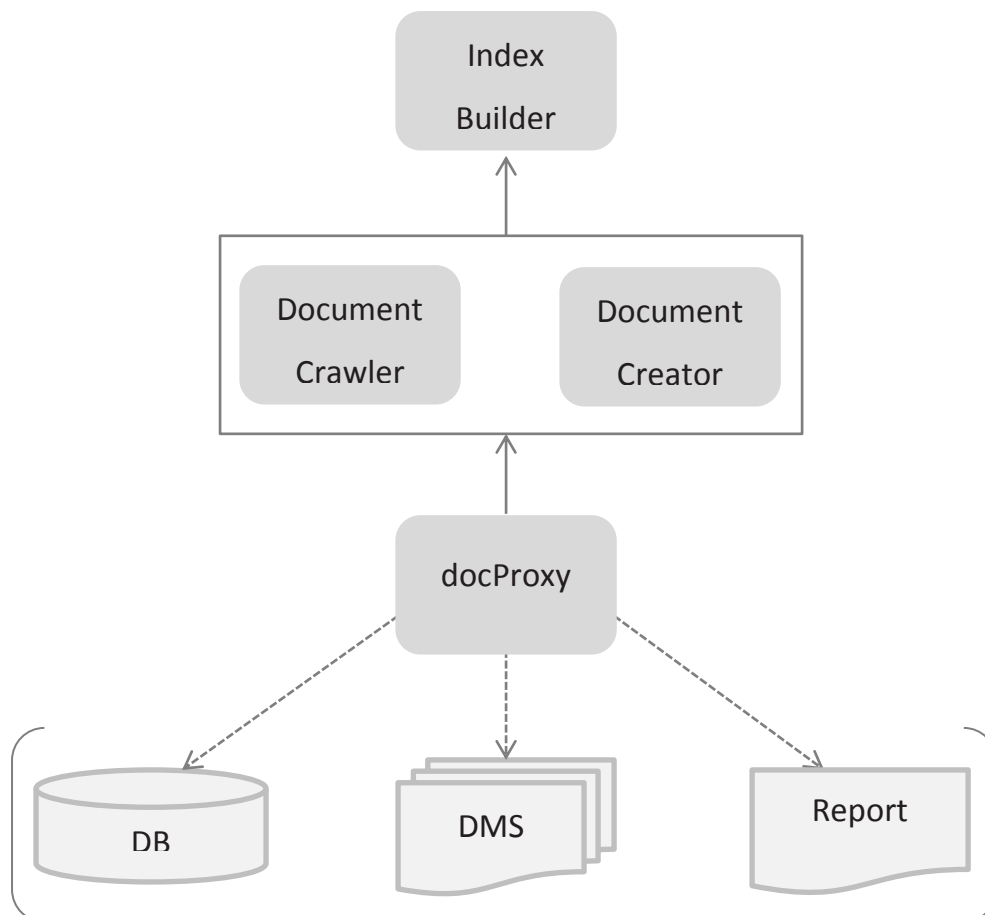 Index
Builder
Document
Crawler
Document
Creator
docProxy
DB
DMS
Report